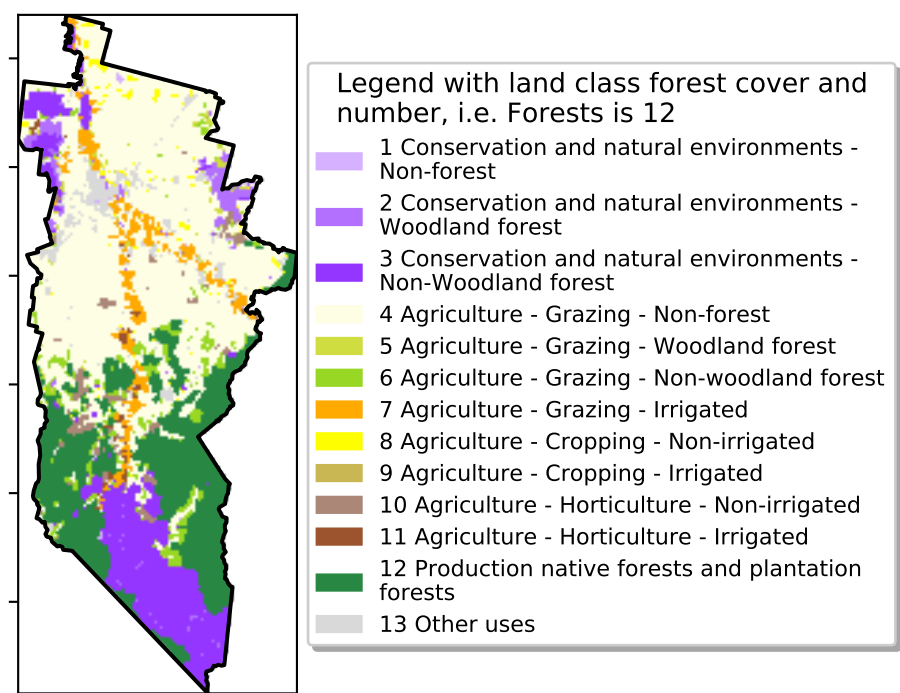 Legend with land class forest cover and
number, i.e. Forests is 12
1 Conservation and natural environments -
Non-forest
2 Conservation and natural environments -
Woodland forest
3 Conservation and natural environments -
Non-Woodland forest
4 Agriculture - Grazing - Non-forest
5 Agriculture - Grazing - Woodland forest
6 Agriculture - Grazing - Non-woodland forest
7 Agriculture - Grazing - Irrigated
8 Agriculture - Cropping - Non-irrigated
9 Agriculture - Cropping - Irrigated
10 Agriculture - Horticulture - Non-irrigated
11 Agriculture - Horticulture - Irrigated
12 Production native forests and plantation
forests
13 Other uses